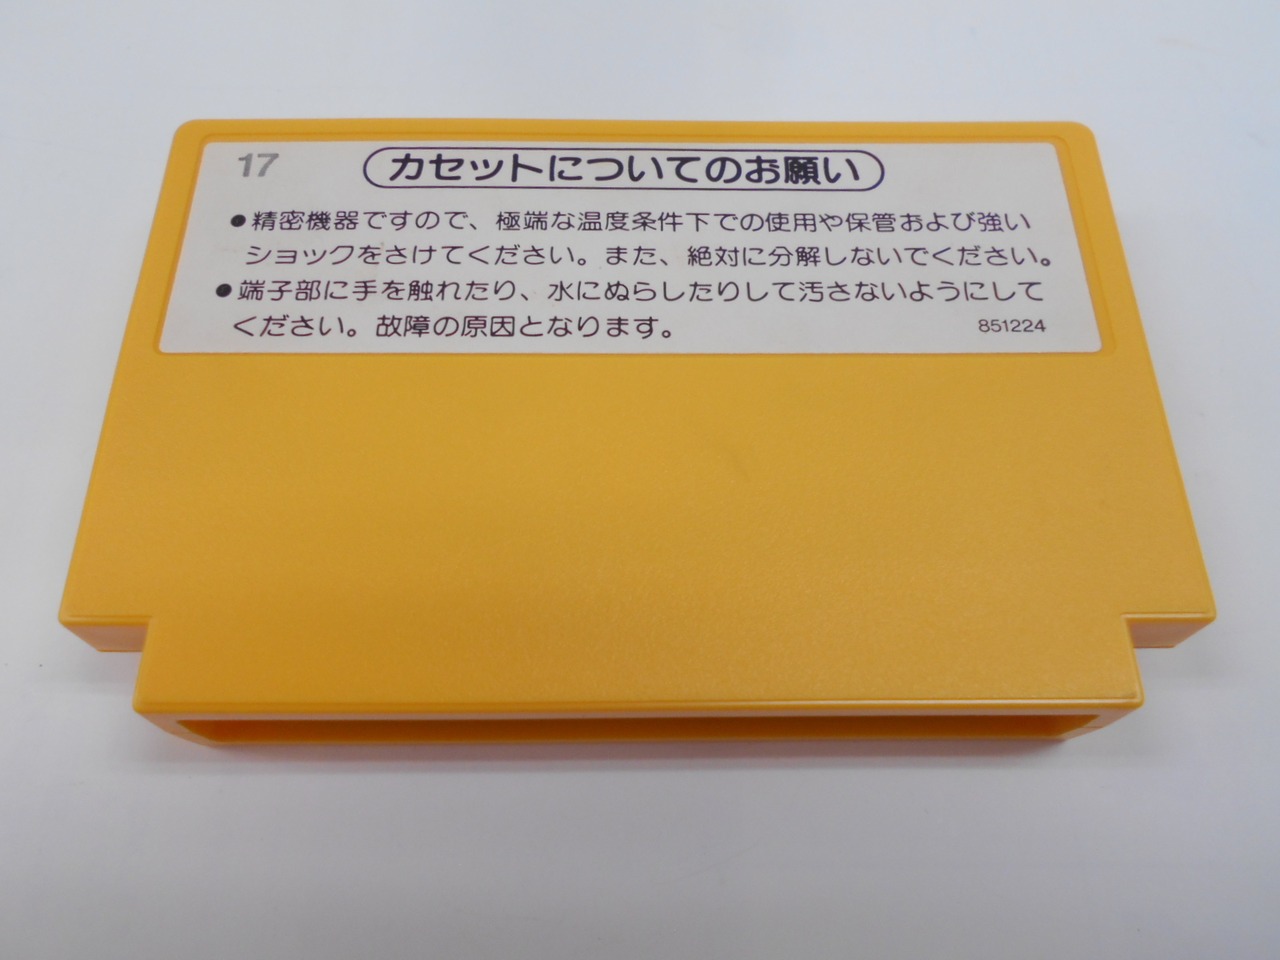 17
カセットについてのお願い
●精密機器ですので、極端な温度条件下での使用や保管および強い
ショックをさけてください。また、絶対に分解しないでください。
●端子部に手を触れたり、水にぬらしたりして汚さないようにして
ください。故障の原因となります。
851224